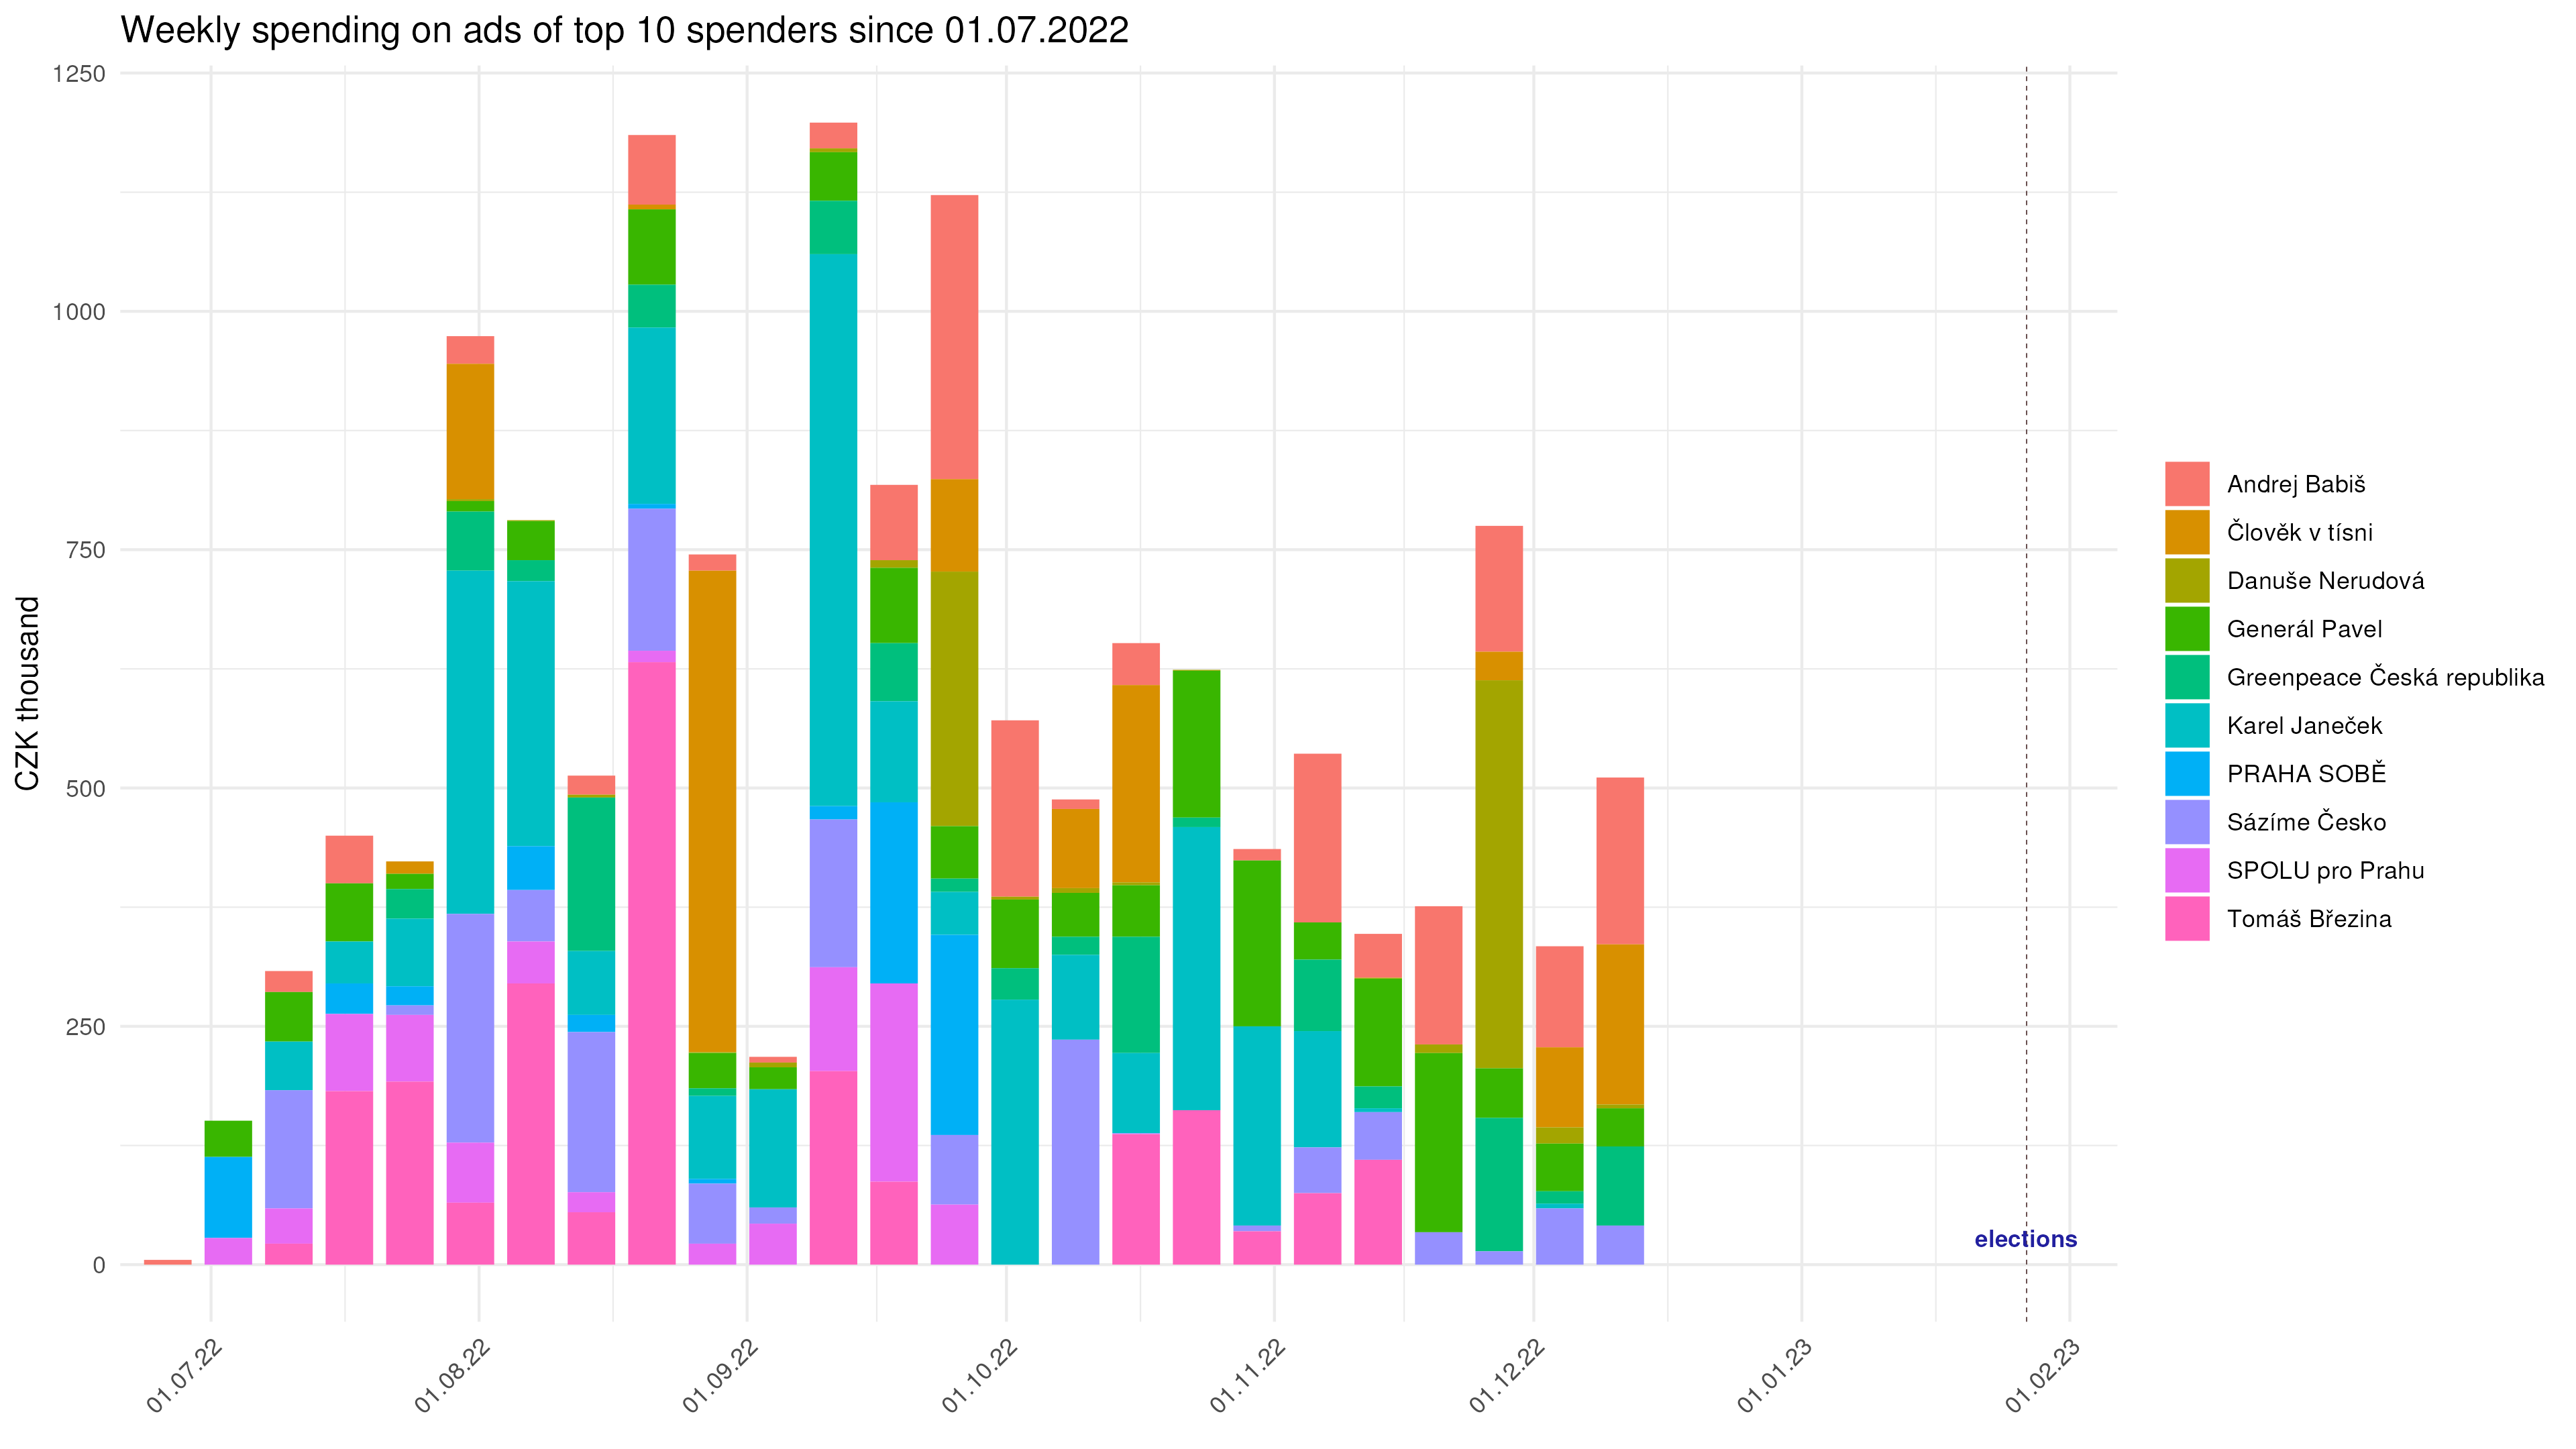 Weekly spending on ads of top 10 spenders since 01.07.2022
CZK thousand
1250
1000
750
500
250
0
elections
01.07.22
01.08.22
01.09.22
01.10.22
01.11.22
01.12.22
01.01.23
01.02.23
Andrej Babiš
Člověk v tísni
Danuše Nerudová
Generál Pavel
Greenpeace Česká republika
Karel Janeček
PRAHA SOBĚ
Sázíme Česko
SPOLU pro Prahu
Tomáš Březina